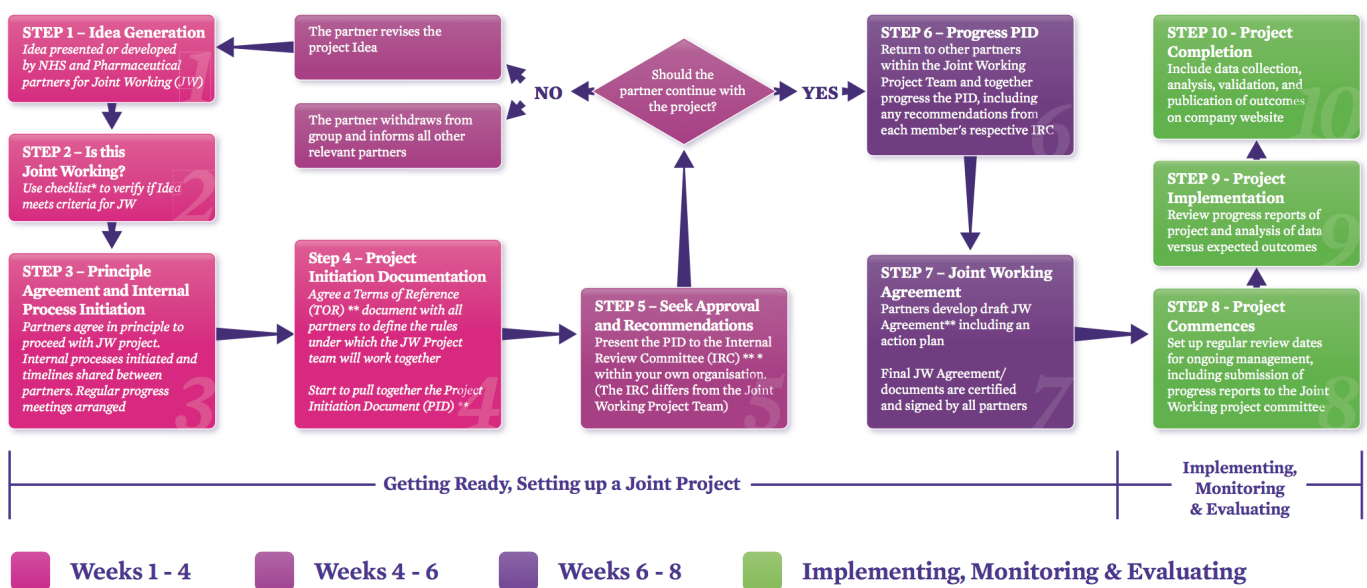 STEP 1 – Idea Generation
Idea presented or developed
by NHS and Pharmaceutical
partners for Joint Working (JW)
1
STEP 2 – Is this
Joint Working?
Use checklist* to verify if Idea
meets criteria for JW
2
STEP 3 – Principle
Agreement and Internal
Process Initiation
Partners agree in principle to
proceed with JW project.
Internal processes initiated and
timelines shared between
partners. Regular progress
meetings arranged
3
The partner revises the
project Idea
The partner withdraws from
group and informs all other
relevant partners
NO
Should the
partner continue with
the project?
YES
Step 4 – Project
Initiation Documentation
Agree a Terms of Reference
(TOR) ** document with all
partners to define the rules
under which the JW Project
team will work together
Start to pull together the Project
Initiation Document (PID) **
4
STEP 5 – Seek Approval
and Recommendations
Present the PID to the Internal
Review Committee (IRC) ** *
within your own organisation.
(The IRC differs from the Joint
Working Project Team)
5
STEP 6 – Progress PID
Return to other partners
within the Joint Working
Project Team and together
progress the PID, including
any recommendations from
each member's respective IRC
6
STEP 7 – Joint Working
Agreement
Partners develop draft JW
Agreement** including an
action plan
Final JW Agreement/
documents are certified
and signed by all partners
7
STEP 10 - Project
Completion
Include data collection,
analysis, validation, and
publication of outcomes
on company website
10
STEP 9 - Project
Implementation
Review progress reports of
project and analysis of data
versus expected outcomes
9
STEP 8 - Project
Commences
Set up regular review dates
for ongoing management,
including submission of
progress reports to the Joint
Working project committee
8
Getting Ready, Setting up a Joint Project
Implementing,
Monitoring
& Evaluating
Weeks 1 - 4
Weeks 4 - 6
Weeks 6 - 8
Implementing, Monitoring & Evaluating